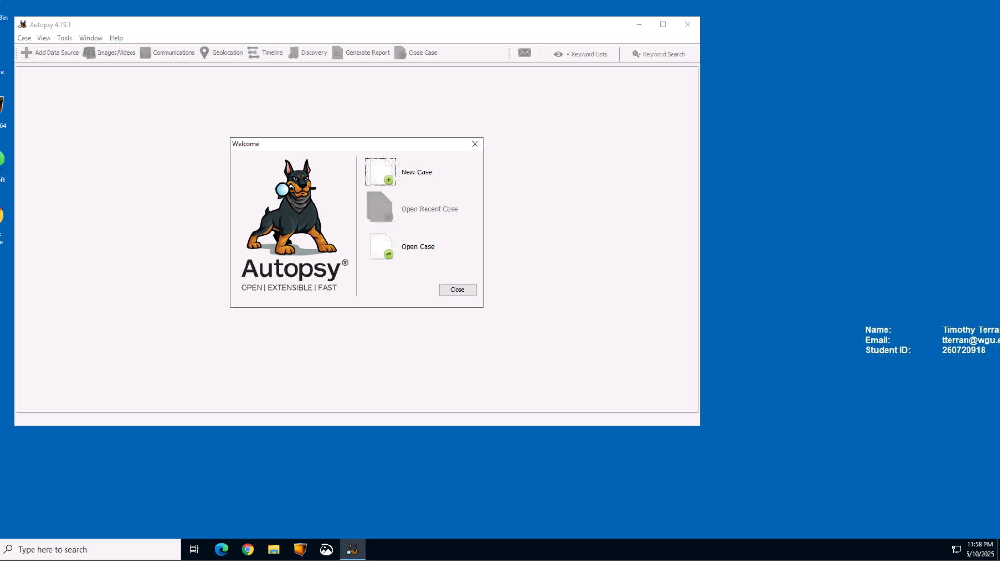 Bin
Autopsy 4.19.1
Case View Tools Window Help
Add Data Source Images/Videos Communications Geolocation Timeline Discovery Generate Report Close Case Keyword Lists Keyword Search
ce
64
oft
e
e
Welcome
New Case
Open Recent Case
Open Case
Autopsy®
OPEN | EXTENSIBLE | FAST
Close
Name: Timothy Terra
Email: tterran@wgu.e
Student ID: 260720918
Type here to search
11:58 PM
5/10/2025